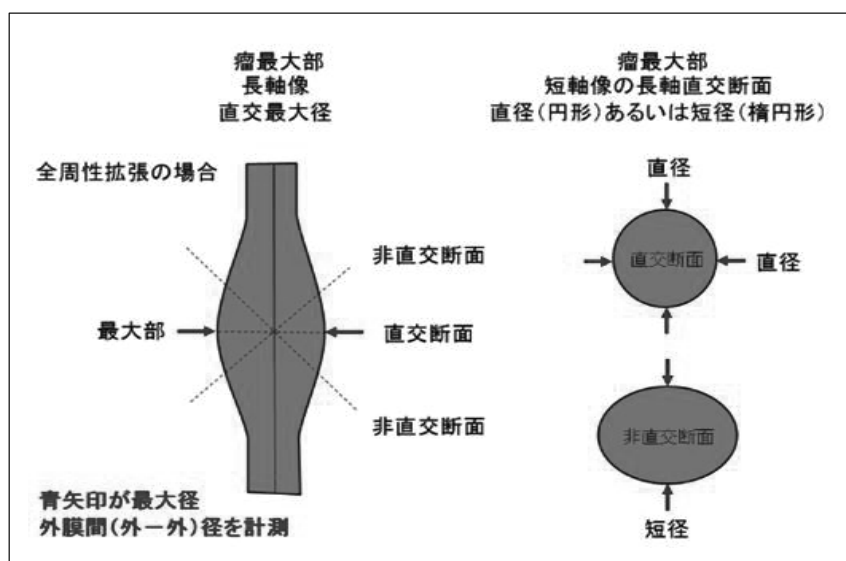 瘤最大部
長軸像
直交最大径
全周性拡張の場合
非直交断面
最大部
直交断面
非直交断面
青矢印が最大径
外膜間(外－外)径を計測
瘤最大部
短軸像の長軸直交断面
直径(円形)あるいは短径(楕円形)
直径
直交断面
直径
非直交断面
短径